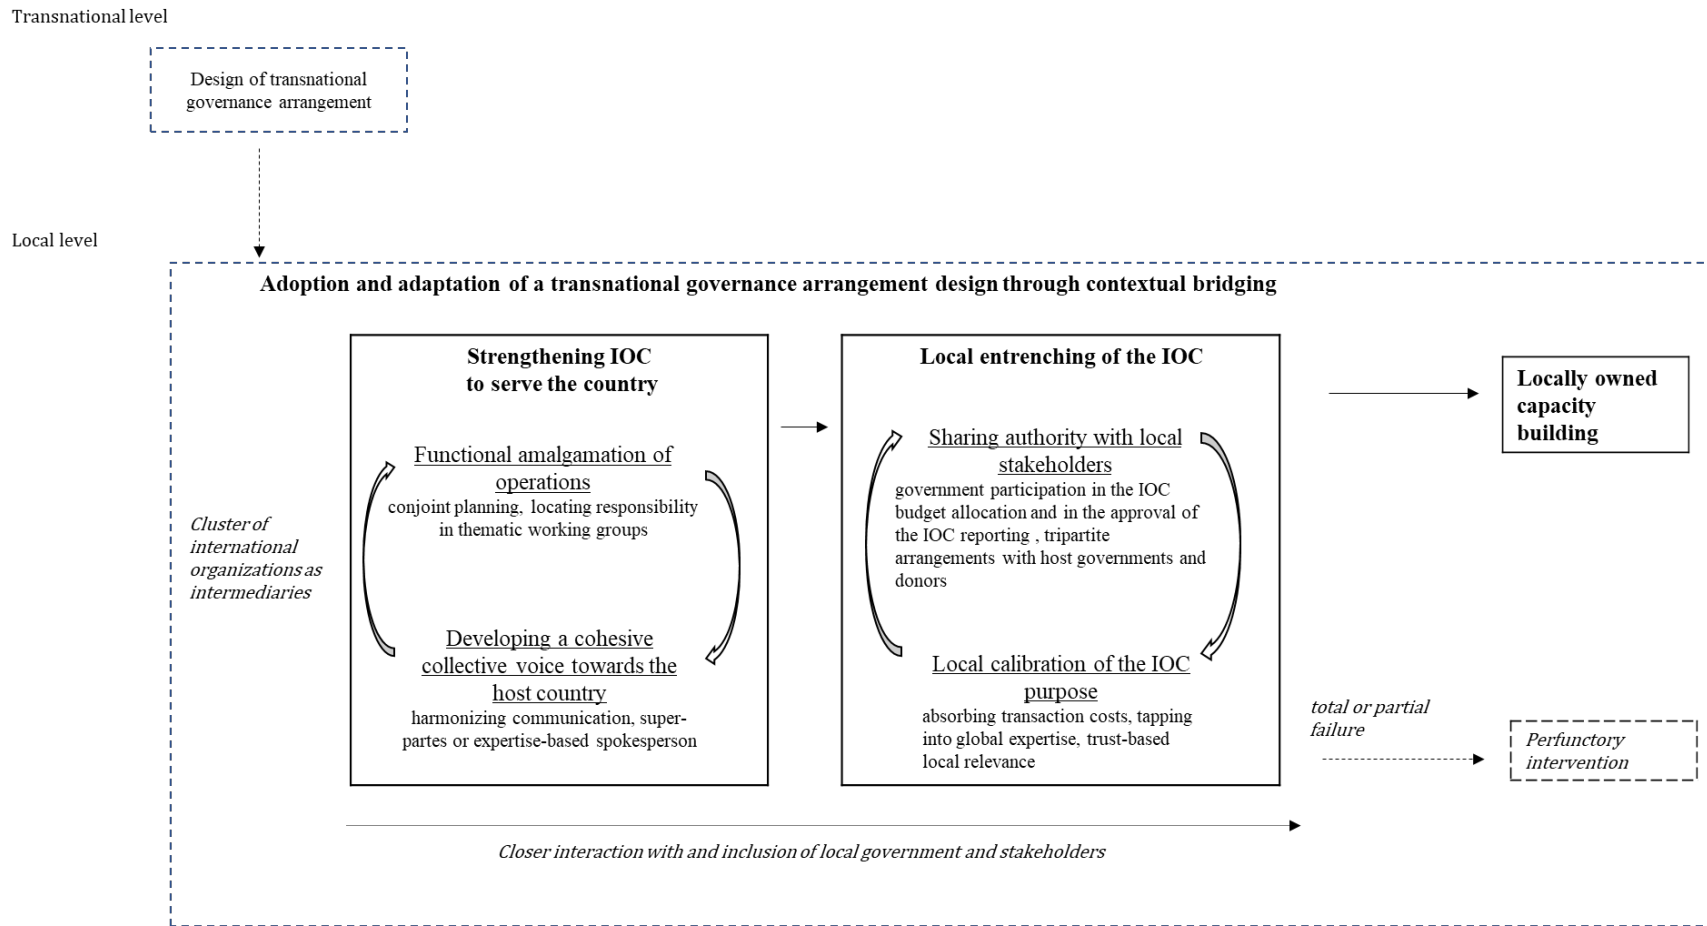 Transnational level
Design of transnational
governance arrangement
Local level
Adoption and adaptation of a transnational governance arrangement design through contextual bridging
Cluster of
international
organizations as
intermediaries
Strengthening IOC
to serve the country
Functional amalgamation of
operations
conjoint planning, locating responsibility
in thematic working groups
Developing a cohesive
collective voice towards the
host country
harmonizing communication, super-
partes or expertise-based spokesperson
Local entrenching of the IOC
Sharing authority with local
stakeholders
government participation in the IOC
budget allocation and in the approval of
the IOC reporting , tripartite
arrangements with host governments and
donors
Local calibration of the IOC
purpose
absorbing transaction costs, tapping
into global expertise, trust-based
local relevance
Locally owned
capacity
building
total or partial
failure
Perfunctory
intervention
Closer interaction with and inclusion of local government and stakeholders